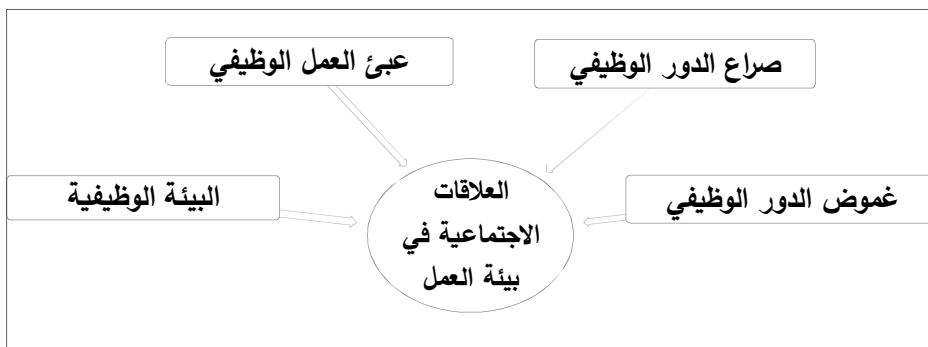 صراع الدور الوظيفي
عبئ العمل الوظيفي
غموض الدور الوظيفي
البيئة الوظيفية
العلاقات
الاجتماعية في
بيئة العمل